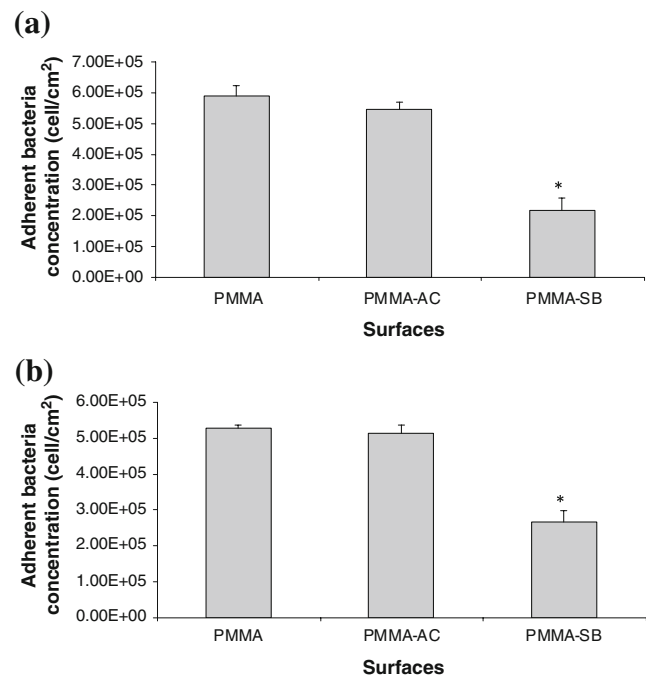 (a)
Adherent bacteria
concentration (cell/cm²)
7.00E+05
6.00E+05
5.00E+05
4.00E+05
3.00E+05
2.00E+05
1.00E+05
0.00E+00
*
PMMA PMMA-AC PMMA-SB
Surfaces
(b)
Adherent bacteria
concentration (cell/cm²)
6.00E+05
5.00E+05
4.00E+05
3.00E+05
2.00E+05
1.00E+05
0.00E+00
*
PMMA PMMA-AC PMMA-SB
Surfaces